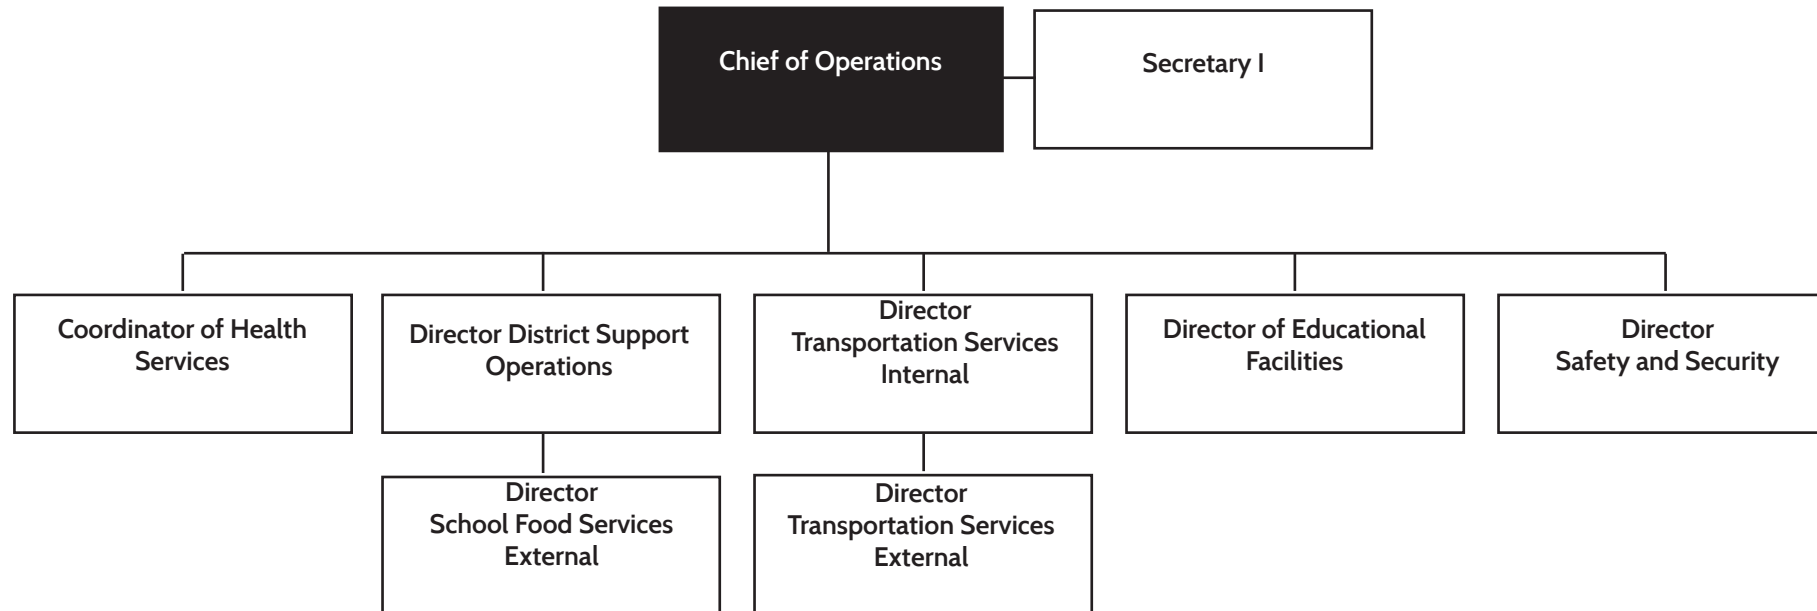 Chief of Operations
Secretary I
Coordinator of Health
Services
Director District Support
Operations
Director
Transportation Services
Internal
Director of Educational
Facilities
Director
Safety and Security
Director
School Food Services
External
Director
Transportation Services
External